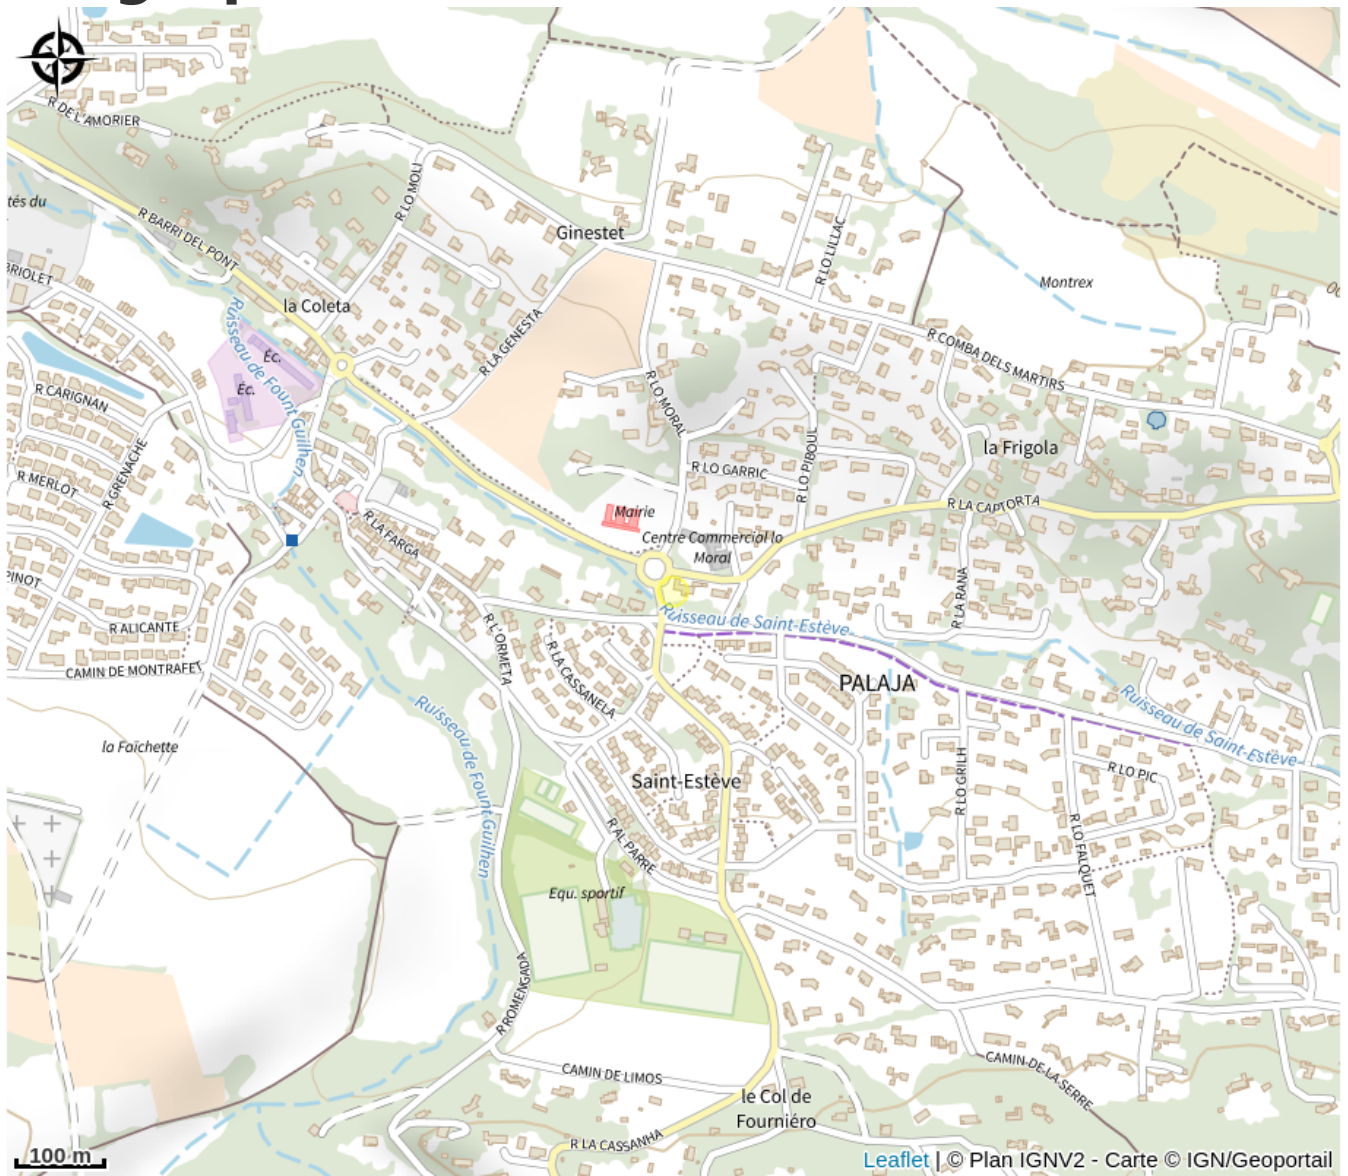 R DE L'AMORIER
R LO MOLI
tés du
R BARRI DEL PONT
Ginestet
R LO LILLAC
BRIOLET
la Coleta
Montrex
Ruisseau de Fount Guilhen
R LA GENESTA
R COMBA DELS MARTIRS
Éc.
Éc.
R CARIGNAN
R LO MORAL
R GRENACHE
R LO PIBOUL
la Frigola
R MERLOT
R LO GARRIC
R LA CAPTORTA
R LA FARGA
Mairie
Centre Commercial lo
Moral
PINOT
R LA RANA
R ALICANTE
Ruisseau de Saint-Estève
R L'ORMETA
R LA CASSANELA
CAMIN DE MONTRAFET
PALAJA
Ruisseau de Fount Guilhen
Ruisseau de Saint-Estève
la Faïchette
Saint-Estève
R LO GRILH
R LO PIC
R AL PARRE
R LO FALQUET
Equ. sportif
R ROMENGADA
CAMIN DE LIMOS
CAMIN DE LA SERRE
le Col de
Fourniéro
R LA CASSANHA
100 m
Leaflet | © Plan IGNV2 - Carte © IGN/Geoportail